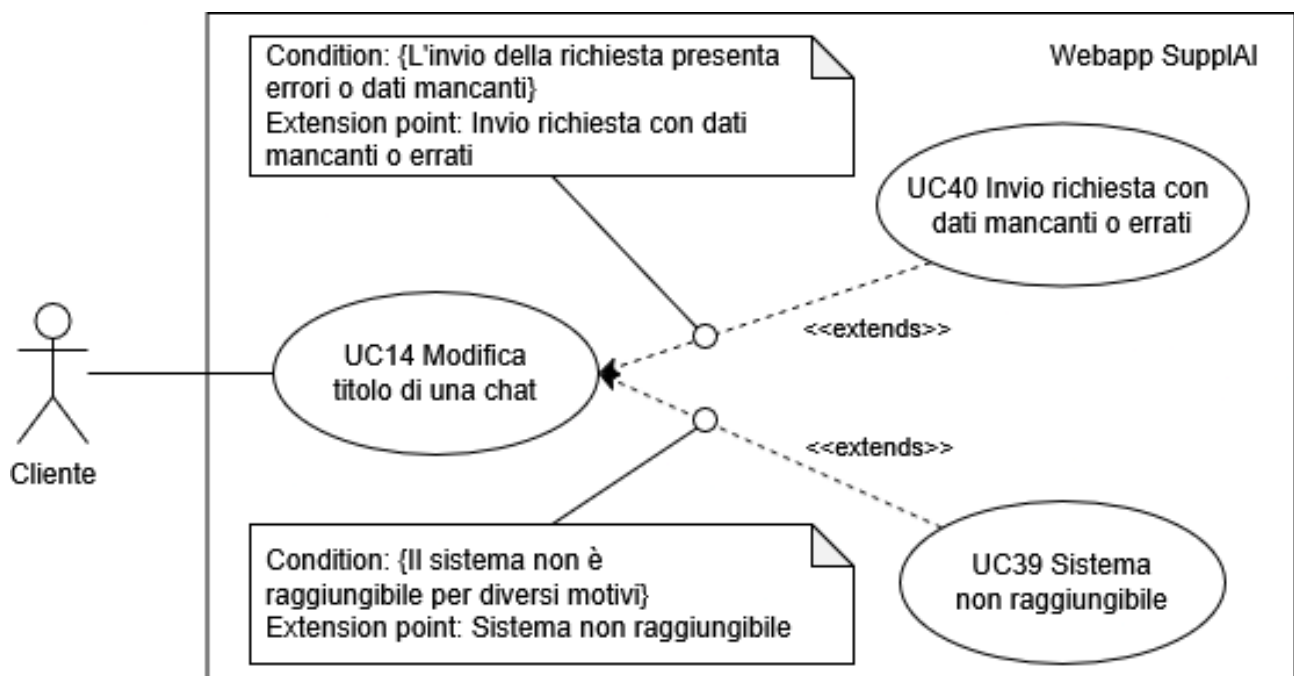 Condition: {L'invio della richiesta presenta
errori o dati mancanti}
Extension point: Invio richiesta con dati
mancanti o errati
Webapp SupplAI
UC40 Invio richiesta con
dati mancanti o errati
<<extends>>
UC14 Modifica
titolo di una chat
Cliente
<<extends>>
Condition: {Il sistema non è
raggiungibile per diversi motivi}
Extension point: Sistema non raggiungibile
UC39 Sistema
non raggiungibile